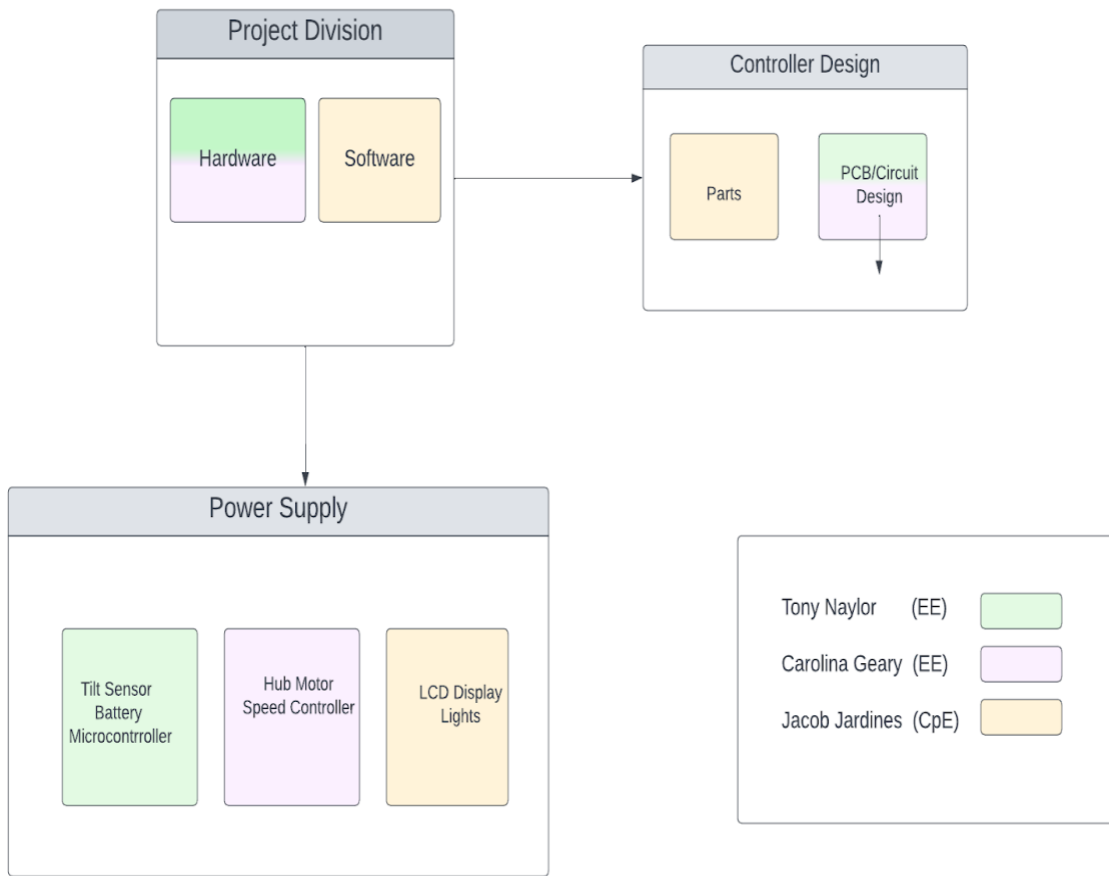 Project Division
Hardware
Software
Controller Design
Parts
PCB/Circuit
Design
Power Supply
Tilt Sensor
Battery
Microcontrroller
Hub Motor
Speed Controller
LCD Display
Lights
Tony Naylor (EE)
Carolina Geary (EE)
Jacob Jardines (CpE)